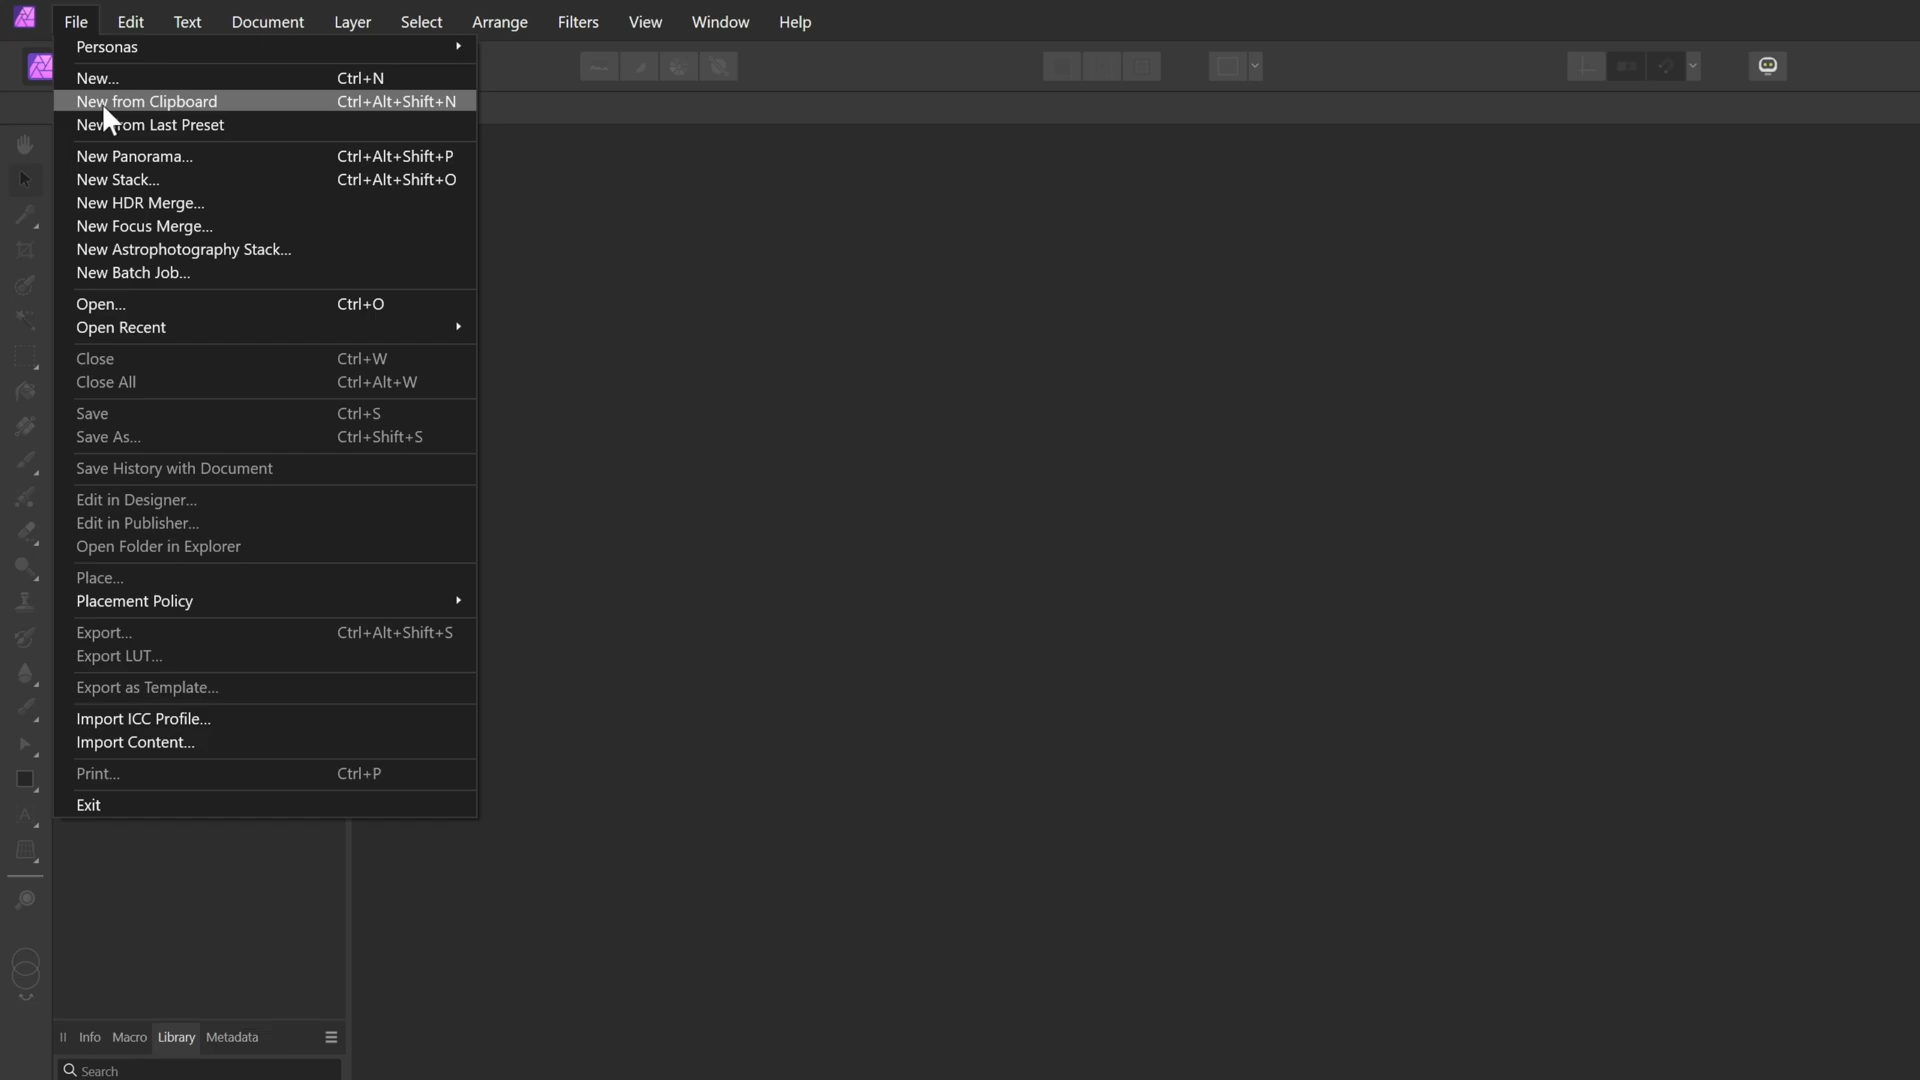 File Edit Text Document Layer Select Arrange Filters View Window Help
Personas
New... Ctrl+N
New from Clipboard Ctrl+Alt+Shift+N
New from Last Preset
New Panorama... Ctrl+Alt+Shift+P
New Stack... Ctrl+Alt+Shift+O
New HDR Merge...
New Focus Merge...
New Astrophotography Stack...
New Batch Job...
Open... Ctrl+O
Open Recent
Close Ctrl+W
Close All Ctrl+Alt+W
Save Ctrl+S
Save As... Ctrl+Shift+S
Save History with Document
Edit in Designer...
Edit in Publisher...
Open Folder in Explorer
Place...
Placement Policy
Export... Ctrl+Alt+Shift+S
Export LUT...
Export as Template...
Import ICC Profile...
Import Content...
Print... Ctrl+P
Exit
Info Macro Library Metadata
Search